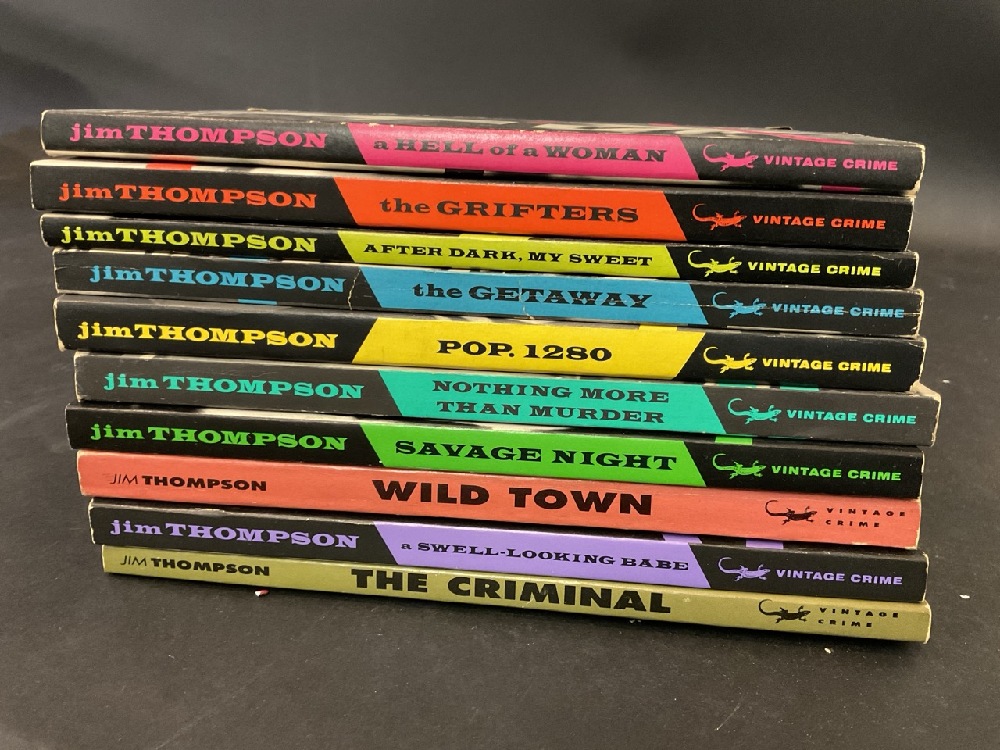 jim THOMPSON a HELL of a WOMAN VINTAGE CRIME
jim THOMPSON the GRIFTERS VINTAGE CRIME
jim THOMPSON AFTER DARK, MY SWEET VINTAGE CRIME
jim THOMPSON the GETAWAY VINTAGE CRIME
jim THOMPSON POP. 1280 VINTAGE CRIME
jim THOMPSON NOTHING MORE
THAN MURDER VINTAGE CRIME
jim THOMPSON SAVAGE NIGHT VINTAGE CRIME
JIM THOMPSON WILD TOWN VINTAGE
CRIME
jim THOMPSON a SWELL-LOOKING BABE VINTAGE CRIME
JIM THOMPSON THE CRIMINAL VINTAGE
CRIME